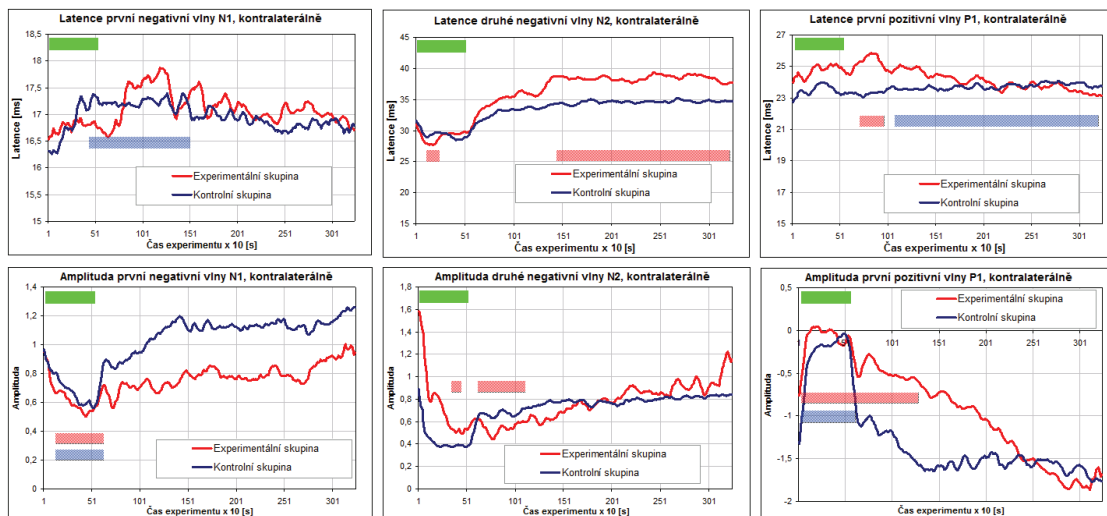 Latence první negativní vlny N1, kontralaterálně
18,5
18
17,5
17
16,5
16
15,5
15
Latence [ms]
Experimentální skupina
Kontrolní skupina
1 51 101 151 201 251 301
Čas experimentu x 10 [s]
Latence druhé negativní vlny N2, kontralaterálně
45
40
35
30
25
20
15
Latence [ms]
Experimentální skupina
Kontrolní skupina
1 51 101 151 201 251 301
Čas experimentu x 10 [s]
Latence první pozitivní vlny P1, kontralaterálně
27
25
23
21
19
17
15
Latence [ms]
Experimentální skupina
Kontrolní skupina
1 51 101 151 201 251 301
Čas experimentu x 10 [s]
Amplituda první negativní vlny N1, kontralaterálně
1,4
1,2
1
0,8
0,6
0,4
0,2
0
Amplituda
Experimentální skupina
Kontrolní skupina
1 51 101 151 201 251 301
Čas experimentu x 10 [s]
Amplituda druhé negativní vlny N2, kontralaterálně
1,8
1,6
1,4
1,2
1
0,8
0,6
0,4
0,2
0
Amplituda
Experimentální skupina
Kontrolní skupina
1 51 101 151 201 251 301
Čas experimentu x 10 [s]
Amplituda první pozitivní vlny P1, kontralaterálně
0,5
0
-0,5
-1
-1,5
-2
Amplituda
Experimentální skupina
Kontrolní skupina
1 51 101 151 201 251 301
Čas experimentu x 10 [s]